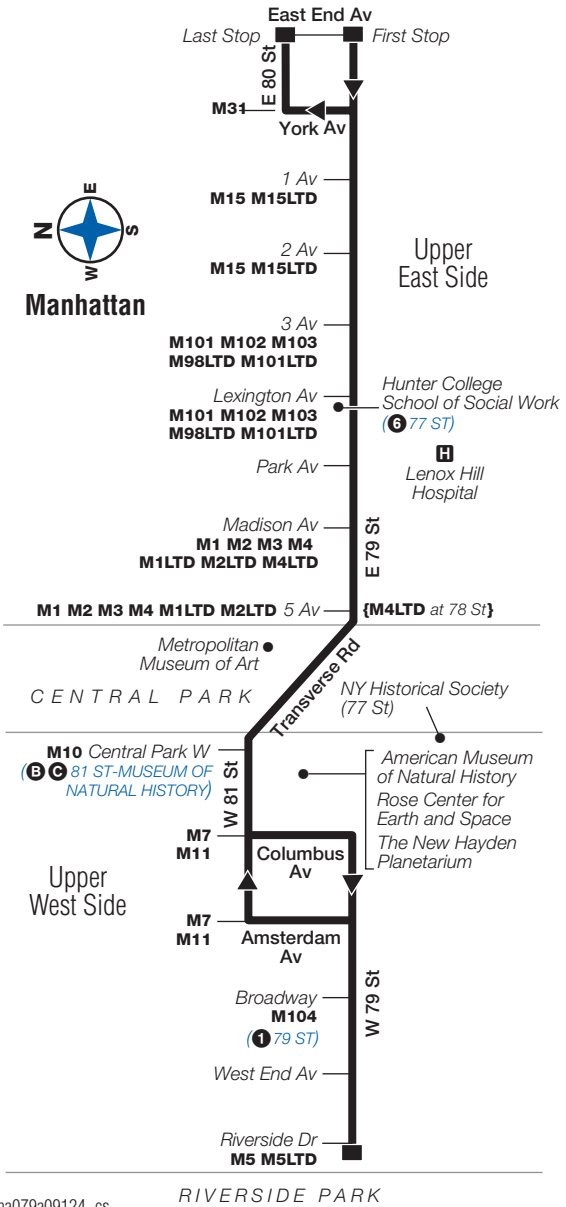 East End Av
Last Stop
First Stop
E 80 St
M31
York Av
1 Av
M15 M15LTD
E
N
S
W
Manhattan
2 Av
M15 M15LTD
Upper
East Side
3 Av
M101 M102 M103
M98LTD M101LTD
Lexington Av
M101 M102 M103
M98LTD M101LTD
Hunter College
School of Social Work
(6 77 ST)
Park Av
H
Lenox Hill
Hospital
Madison Av
M1 M2 M3 M4
M1LTD M2LTD M4LTD
E 79 St
M1 M2 M3 M4 M1LTD M2LTD 5 Av
{M4LTD at 78 St}
Metropolitan
Museum of Art
Transverse Rd
CENTRAL PARK
NY Historical Society
(77 St)
M10 Central Park W
(B C 81 ST-MUSEUM OF
NATURAL HISTORY)
W 81 St
American Museum
of Natural History
Rose Center for
Earth and Space
The New Hayden
Planetarium
M7
M11
Columbus
Av
Upper
West Side
M7
M11
Amsterdam
Av
Broadway
M104
(1 79 ST)
W 79 St
West End Av
Riverside Dr
M5 M5LTD
RIVERSIDE PARK